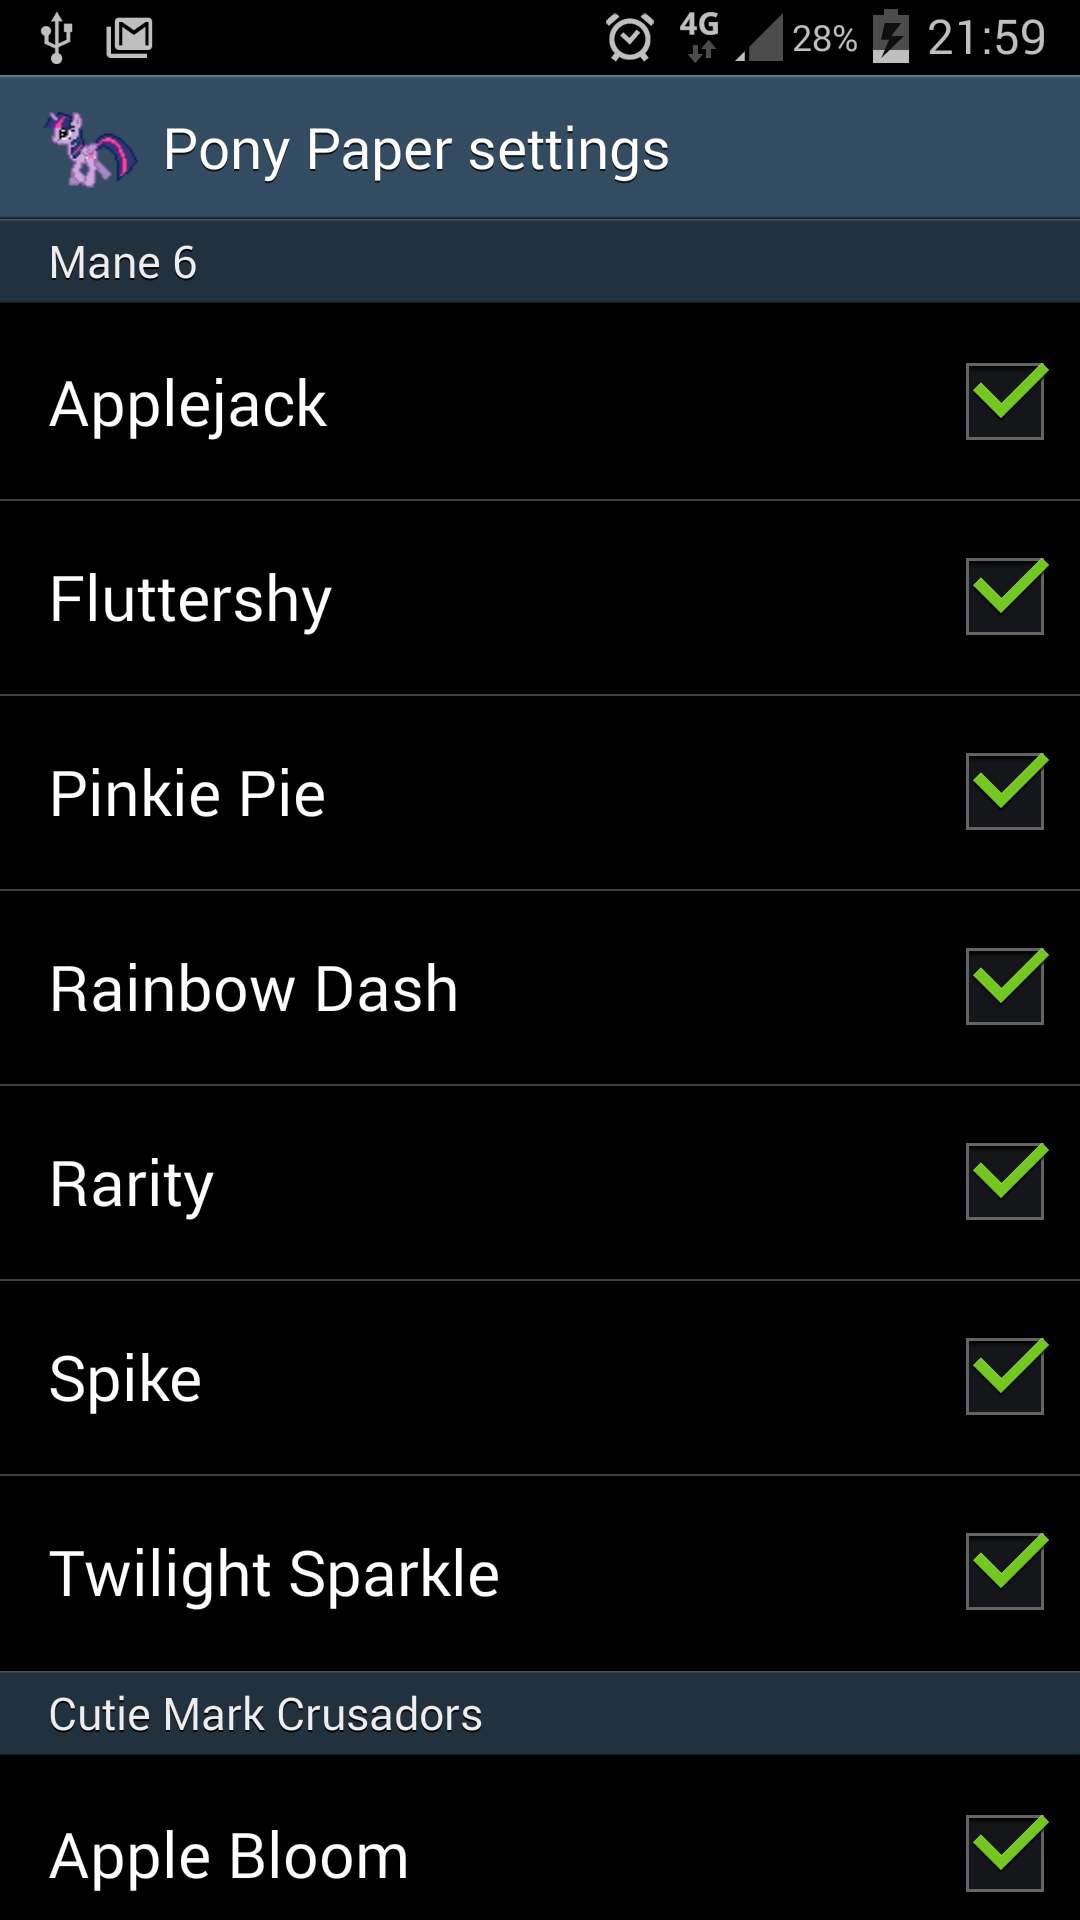 4G 28% 21:59
Pony Paper settings
Mane 6
Applejack
Fluttershy
Pinkie Pie
Rainbow Dash
Rarity
Spike
Twilight Sparkle
Cutie Mark Crusadors
Apple Bloom